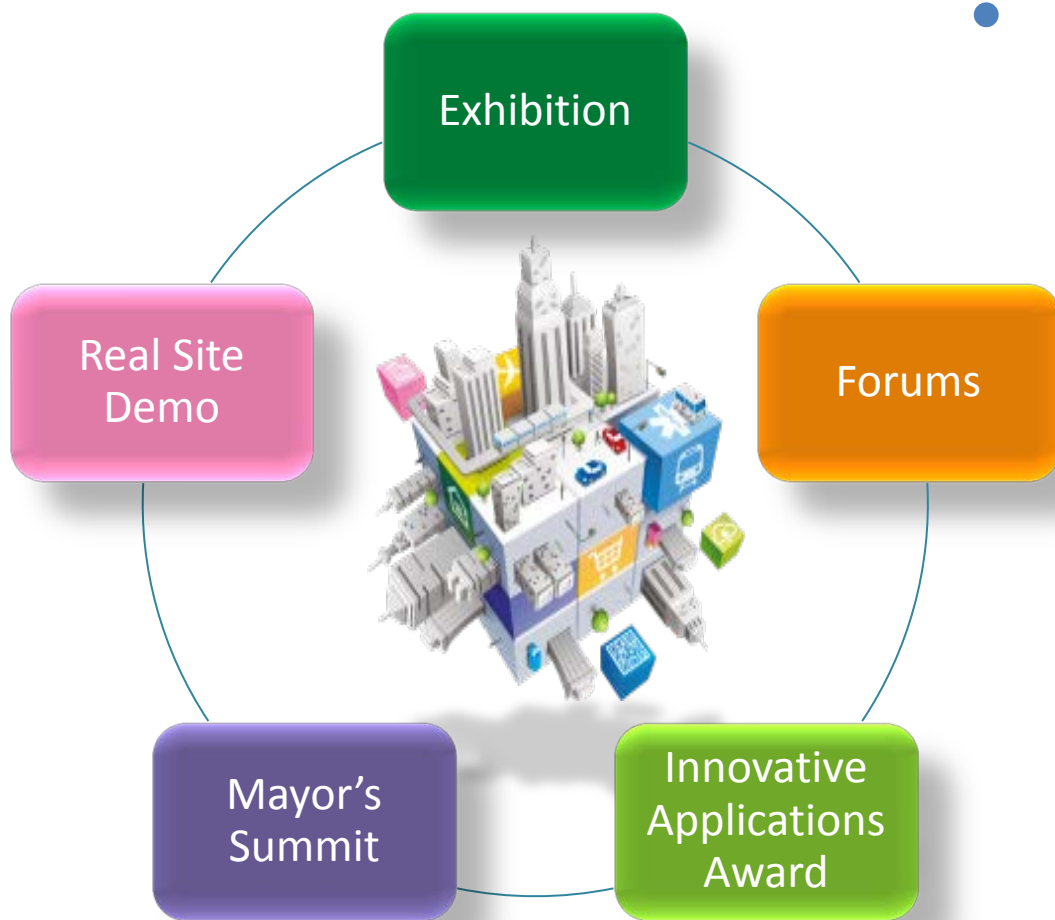 Exhibition
Real Site
Demo
Forums
Mayor’s
Summit
Innovative
Applications
Award